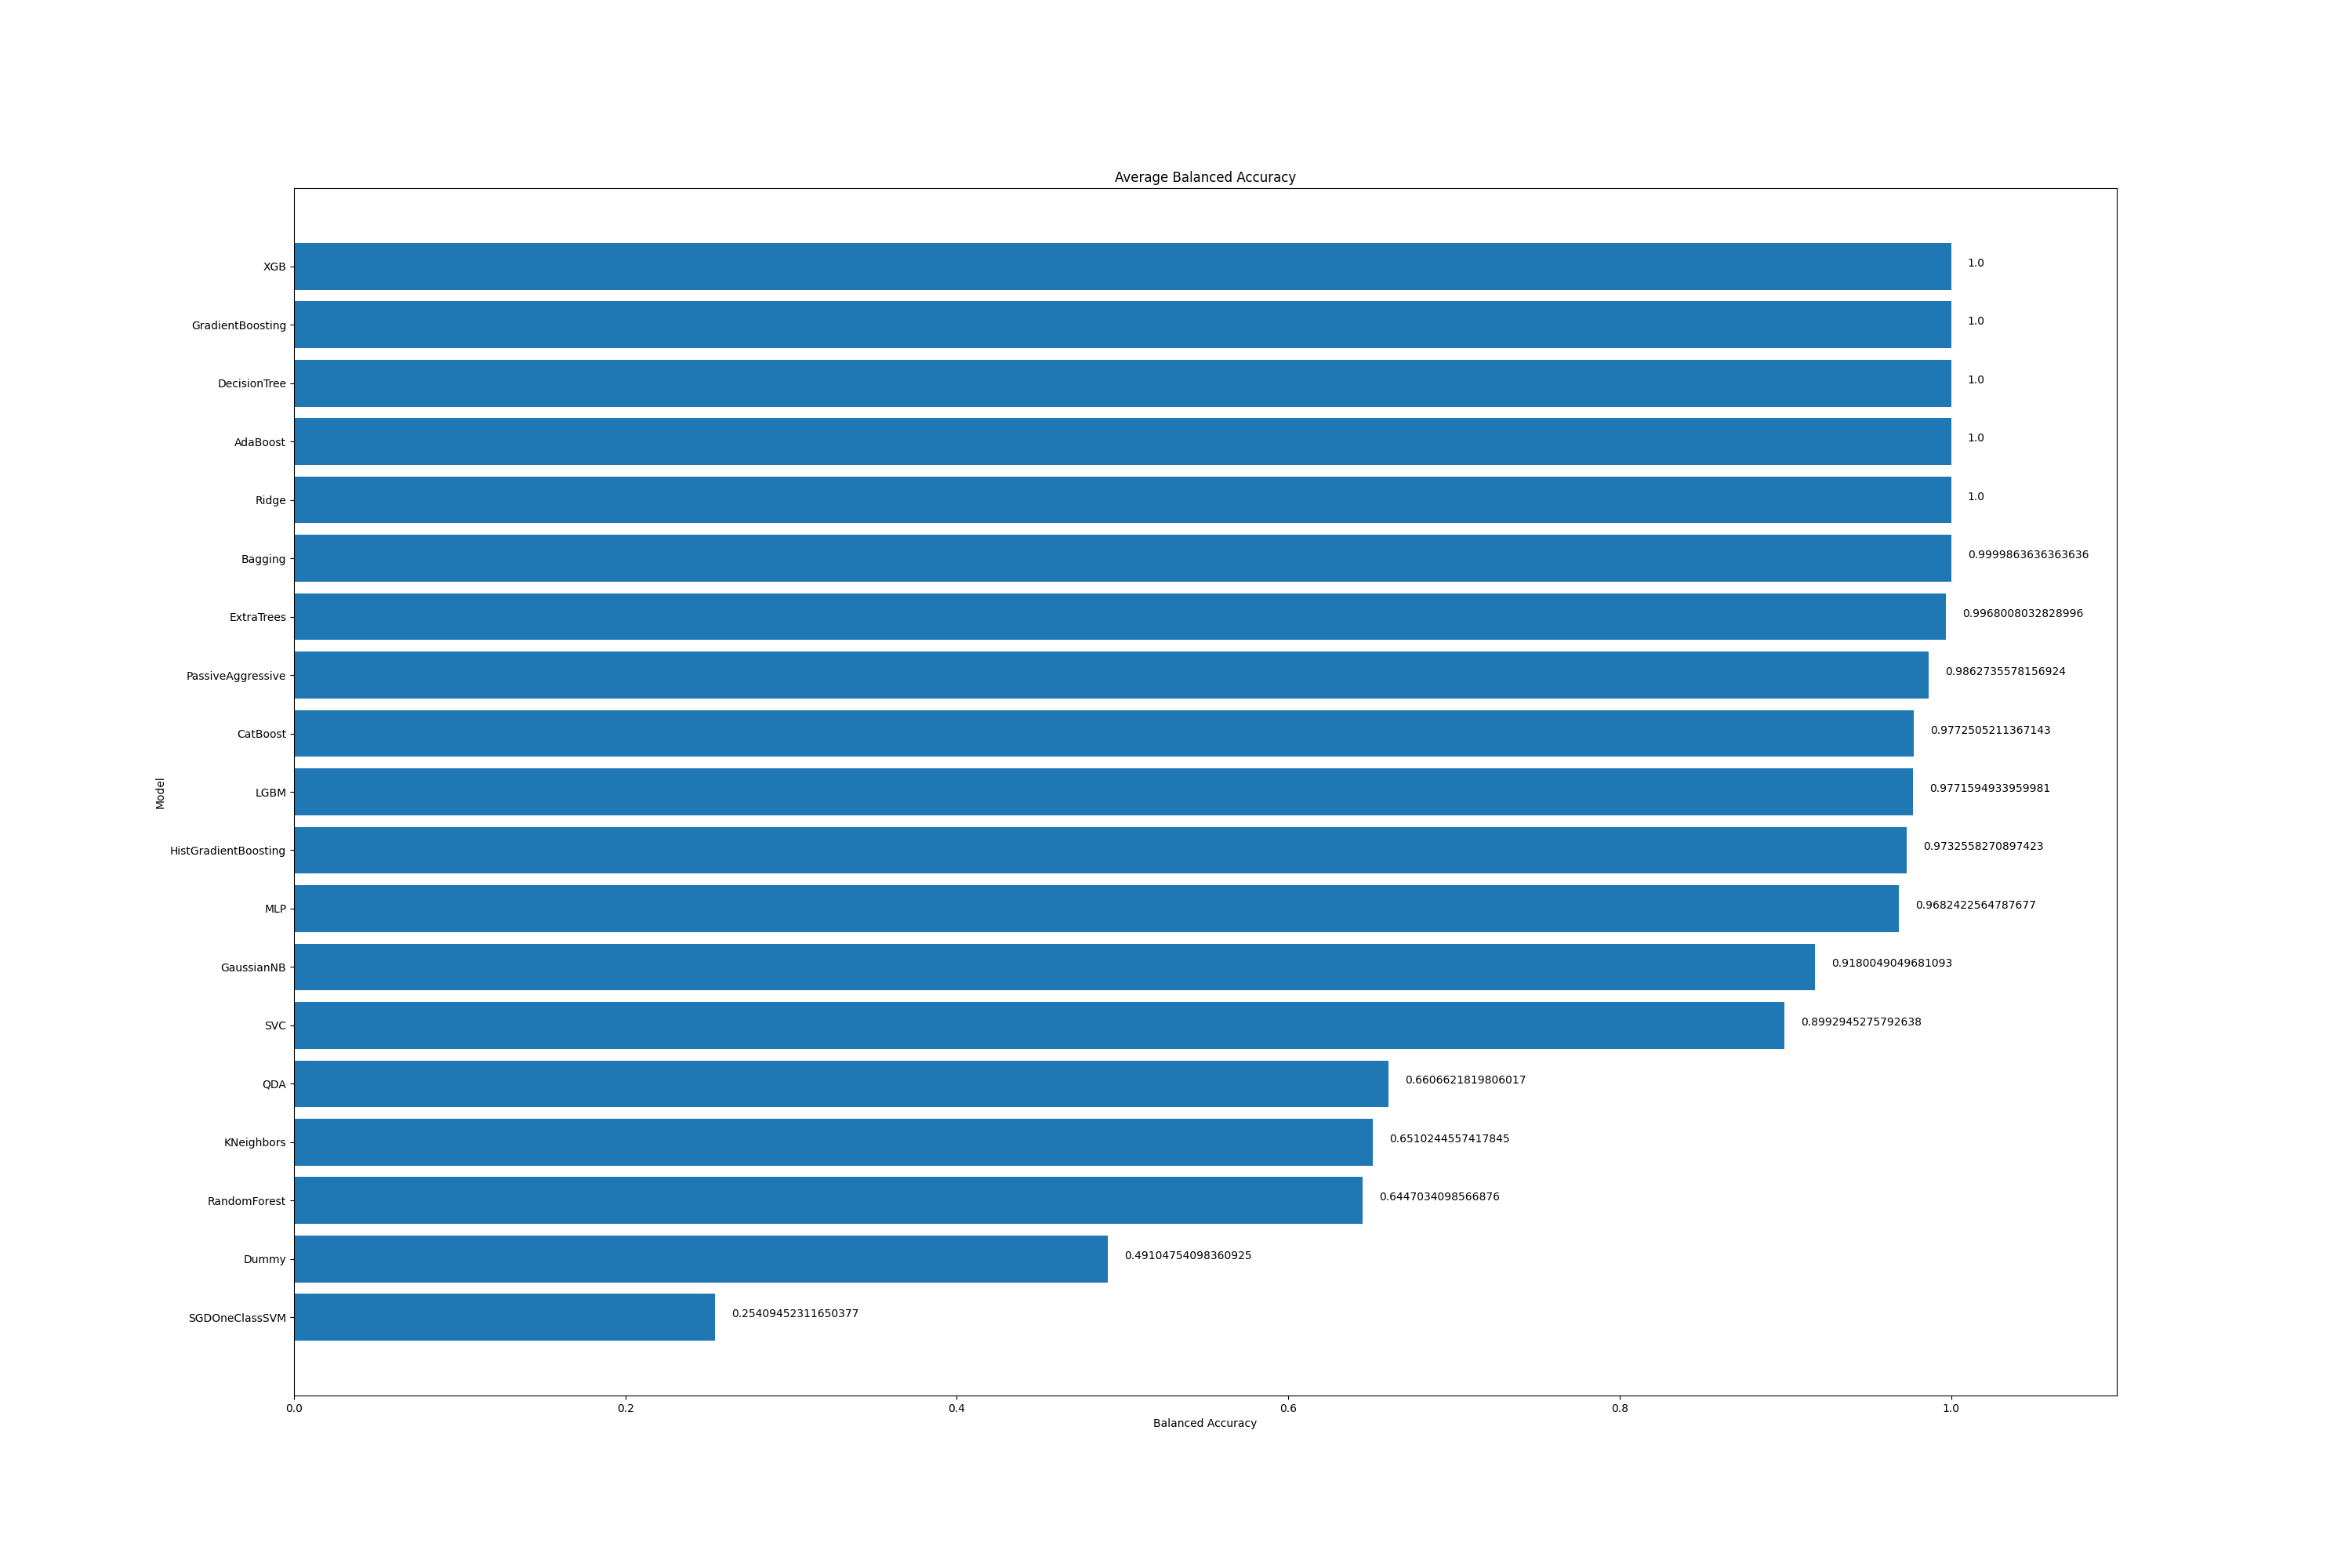 Average Balanced Accuracy
XGB 1.0
GradientBoosting 1.0
DecisionTree 1.0
AdaBoost 1.0
Ridge 1.0
Bagging 0.9999863636363636
ExtraTrees 0.9968008032828996
PassiveAggressive 0.9862735578156924
CatBoost 0.9772505211367143
LGBM 0.9771594933959981
HistGradientBoosting 0.9732558270897423
MLP 0.9682422564787677
GaussianNB 0.9180049049681093
SVC 0.8992945275792638
QDA 0.6606621819806017
KNeighbors 0.6510244557417845
RandomForest 0.6447034098566876
Dummy 0.49104754098360925
SGDOneClassSVM 0.25409452311650377
Model
0.0 0.2 0.4 0.6 0.8 1.0
Balanced Accuracy